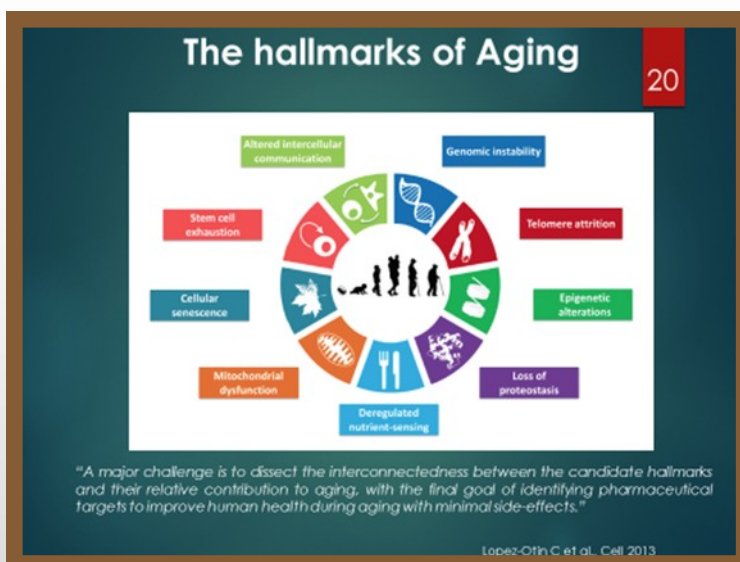 The hallmarks of Aging
20
Altered intercellular
communication
Genomic instability
Stem cell
exhaustion
Telomere attrition
Cellular
senescence
Epigenetic
alterations
Mitochondrial
dysfunction
Loss of
proteostasis
Deregulated
nutrient-sensing
"A major challenge is to dissect the interconnectedness between the candidate hallmarks
and their relative contribution to aging, with the final goal of identifying pharmaceutical
targets to improve human health during aging with minimal side-effects."
Lopez-Otin C et al., Cell 2013